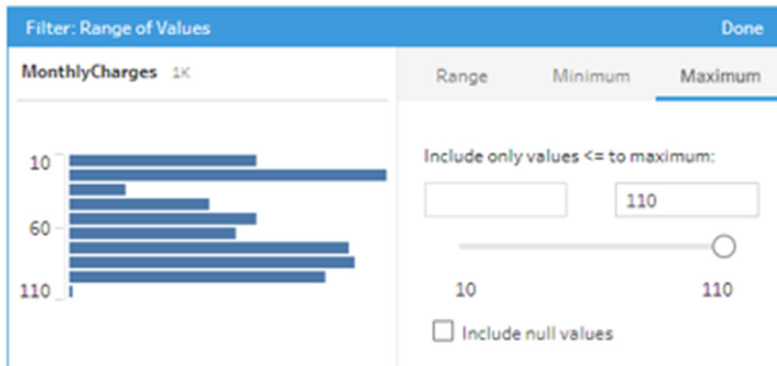 Filter: Range of Values Done
MonthlyCharges 1K
Range Minimum Maximum
Include only values <= to maximum:
110
10
60
110
10 110
Include null values